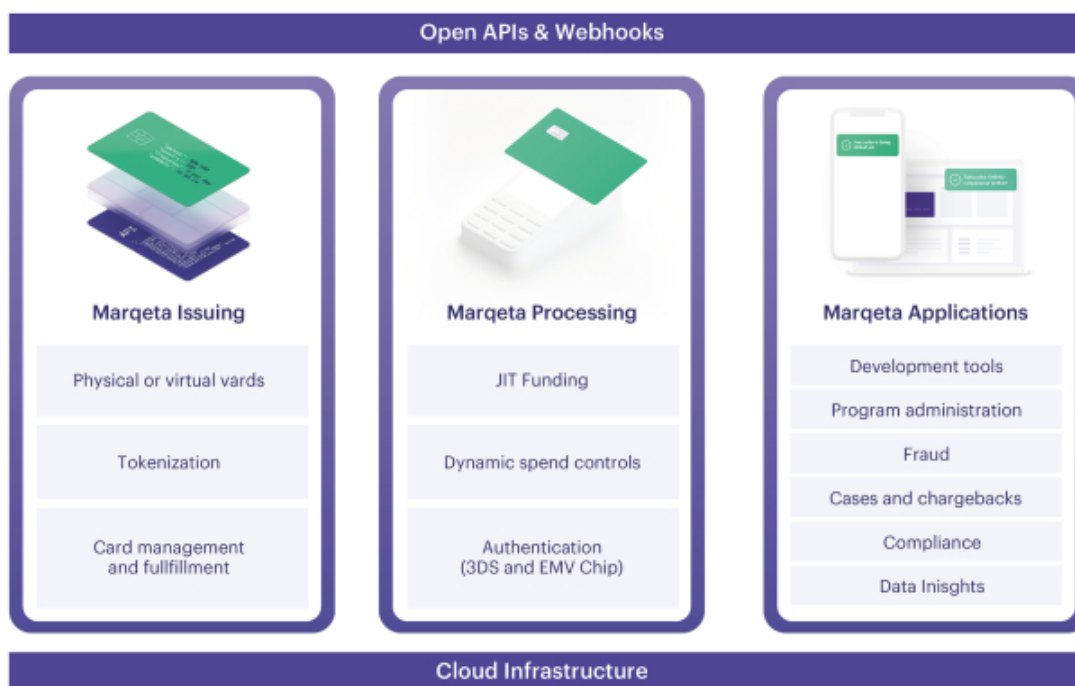 Open APIs & Webhooks
Marqeta Issuing
Physical or virtual vards
Tokenization
Card management
and fullfillment
Marqeta Processing
JIT Funding
Dynamic spend controls
Authentication
(3DS and EMV Chip)
Marqeta Applications
Development tools
Program administration
Fraud
Cases and chargebacks
Compliance
Data Inisghts
Cloud Infrastructure